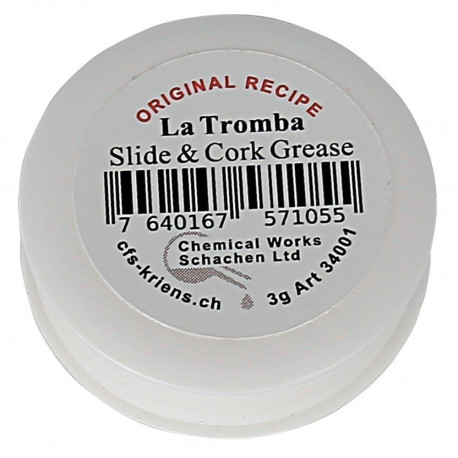 ORIGINAL RECIPE
La Tromba
Slide & Cork Grease
7 640167 571055
Chemical Works
Schachen Ltd
cfs-kriens.ch
3g Art 34001